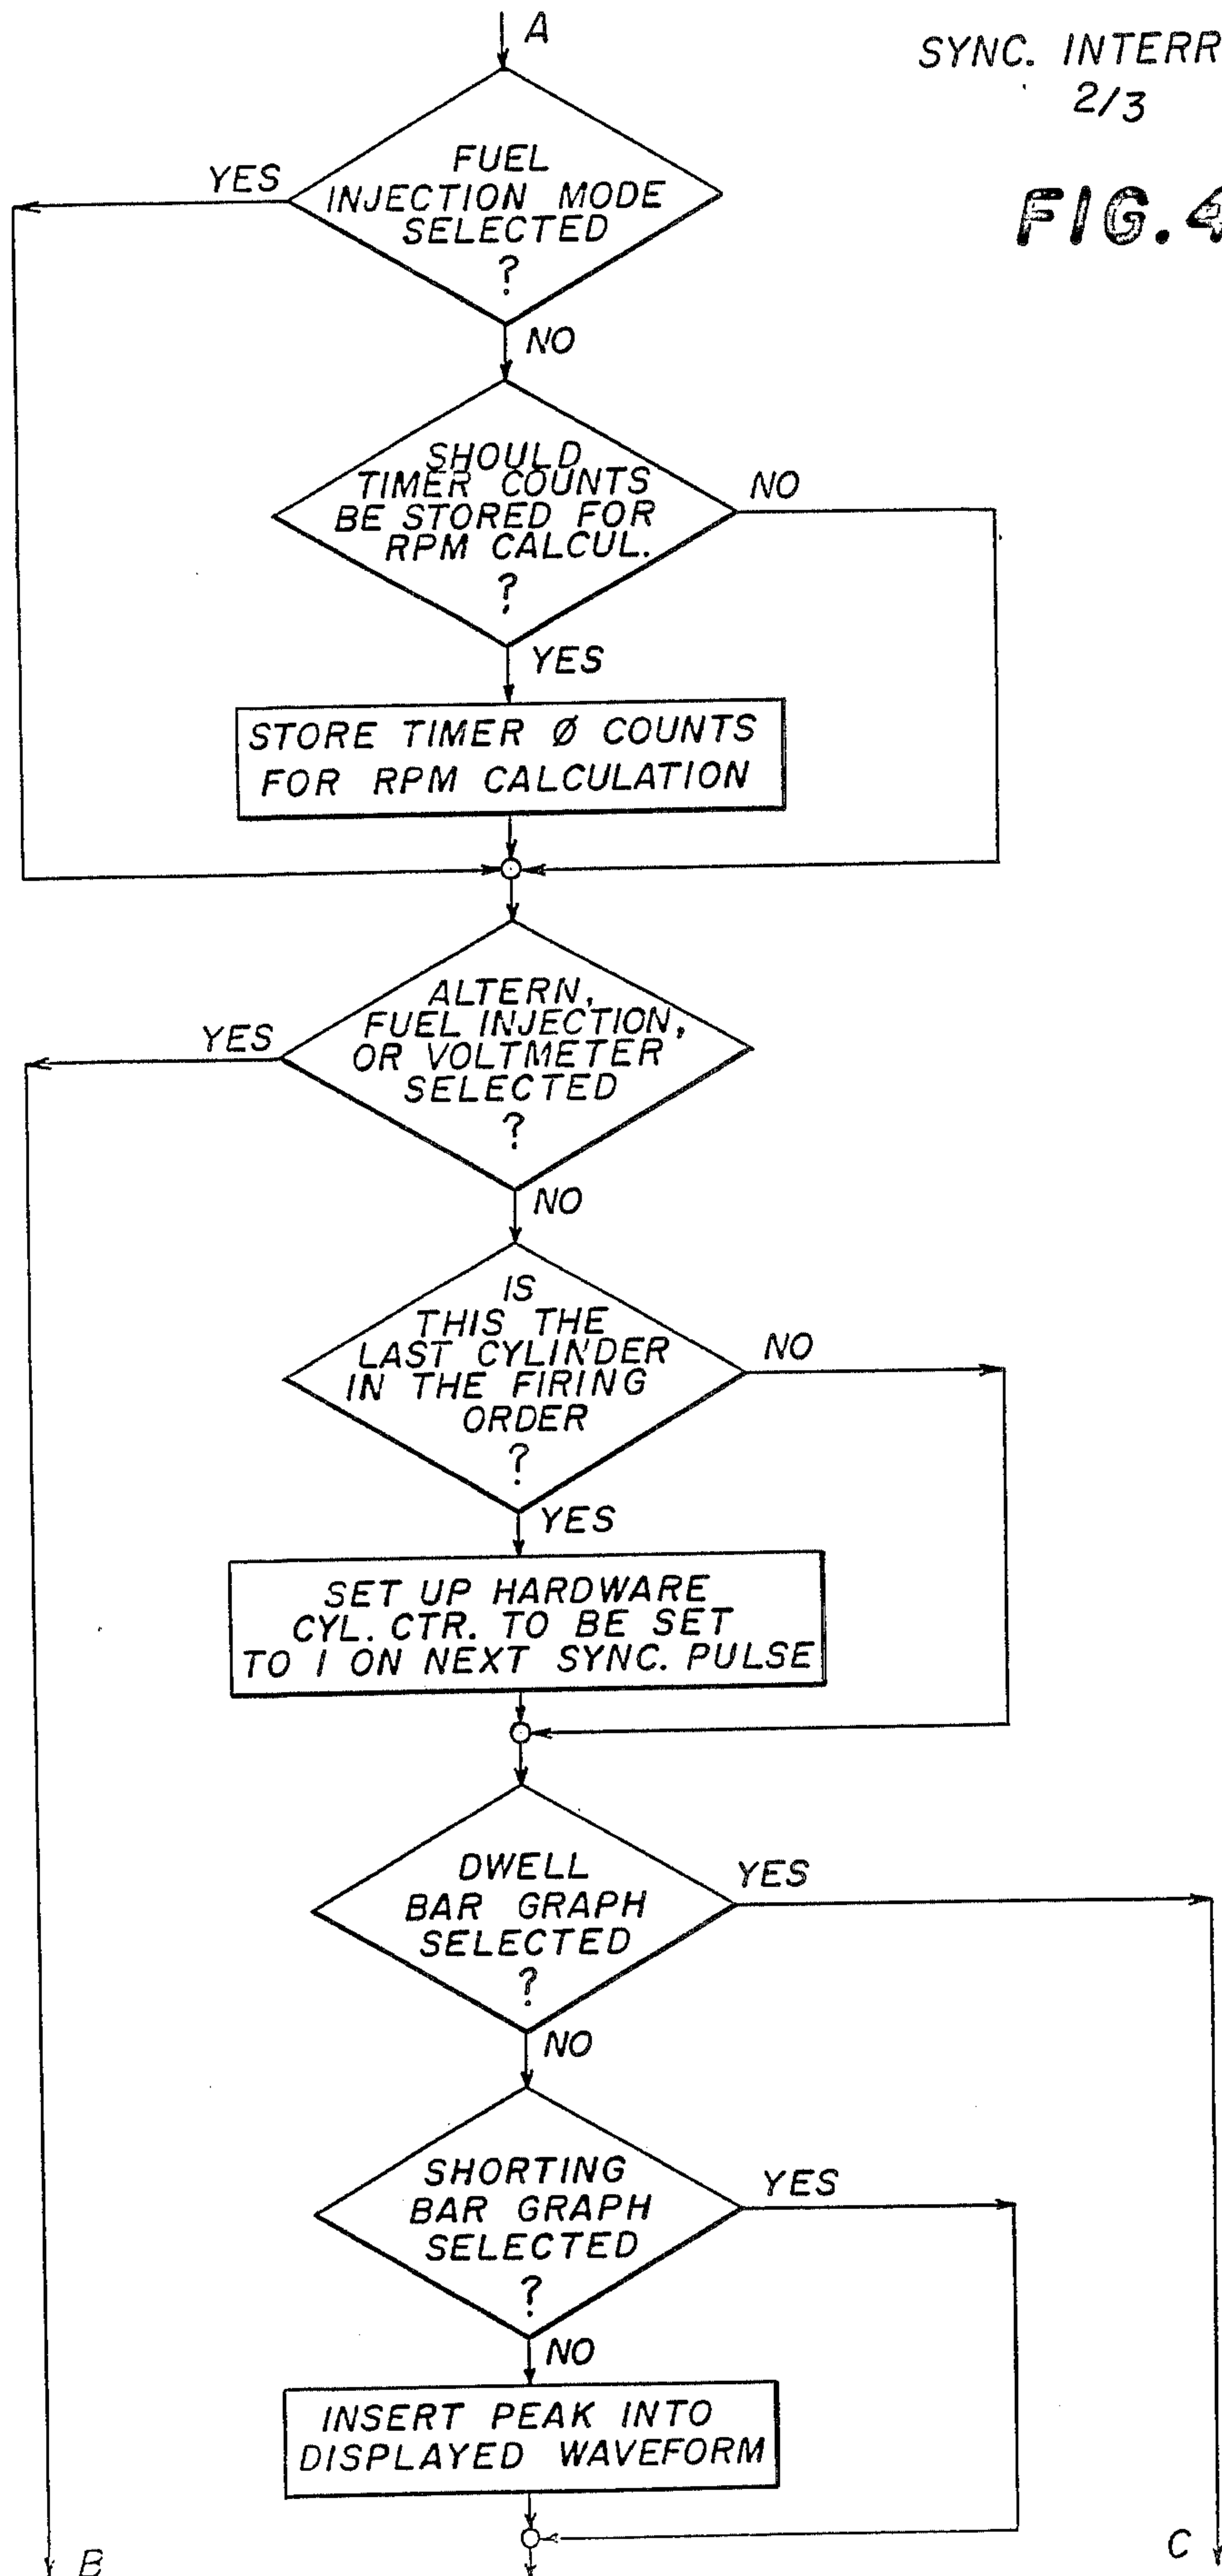 A
SYNC. INTERR
2/3
FIG. 4
FUEL
INJECTION MODE
SELECTED
?
YES
NO
SHOULD
TIMER COUNTS
BE STORED FOR
RPM CALCUL.
?
NO
YES
STORE TIMER Ø COUNTS
FOR RPM CALCULATION
ALTERN,
FUEL INJECTION,
OR VOLTMETER
SELECTED
?
YES
NO
IS
THIS THE
LAST CYLINDER
IN THE FIRING
ORDER
?
NO
YES
SET UP HARDWARE
CYL. CTR. TO BE SET
TO 1 ON NEXT SYNC. PULSE
DWELL
BAR GRAPH
SELECTED
?
YES
NO
SHORTING
BAR GRAPH
SELECTED
?
YES
NO
INSERT PEAK INTO
DISPLAYED WAVEFORM
B
C